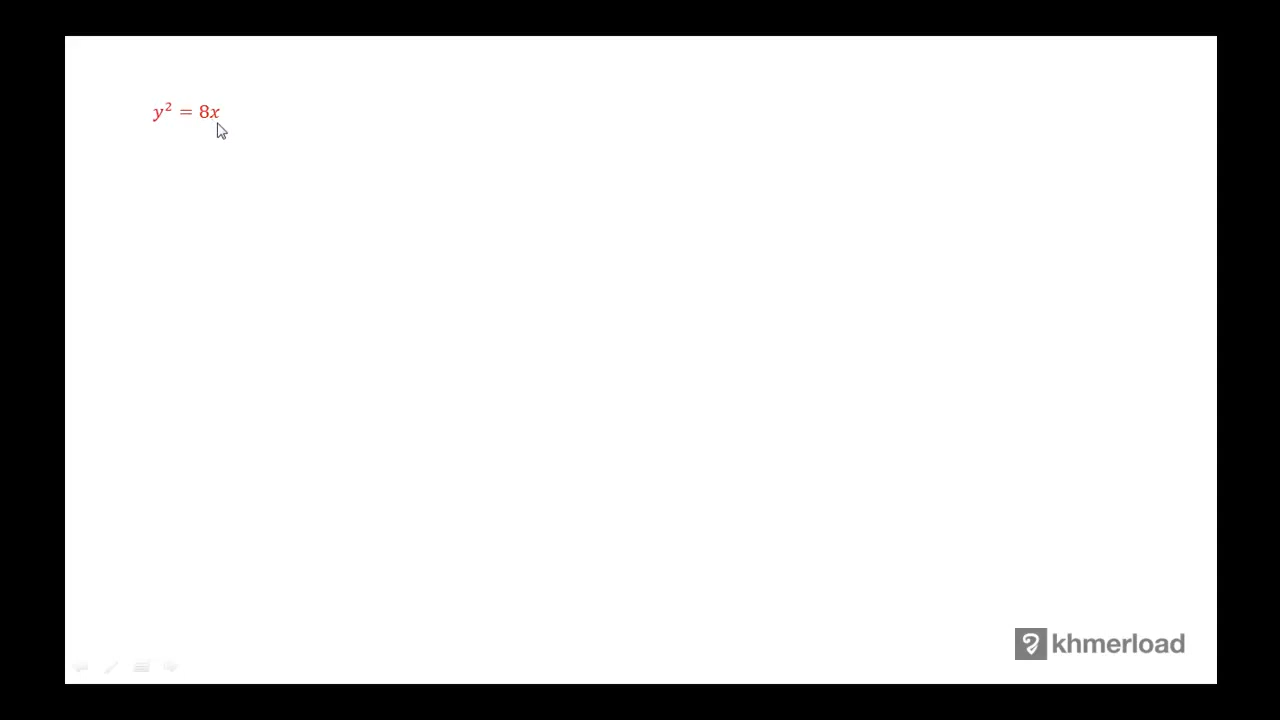 y² = 8x
khmerload